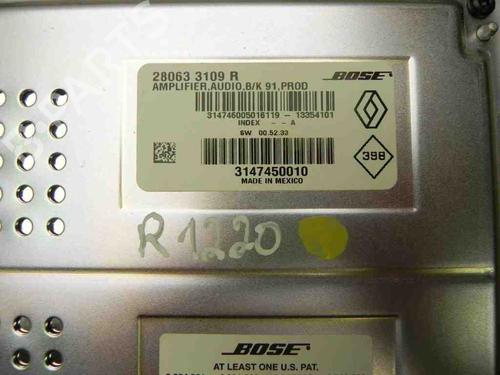 28063 3109 R BOSE
AMPLIFIER,AUDIO,B/K 91,PROD
314746005016119 - 13354101
INDEX -- A
SW 00.52.33
398
3147450010
MADE IN MEXICO
R1220
BOSE
AT LEAST ONE U.S. PAT.